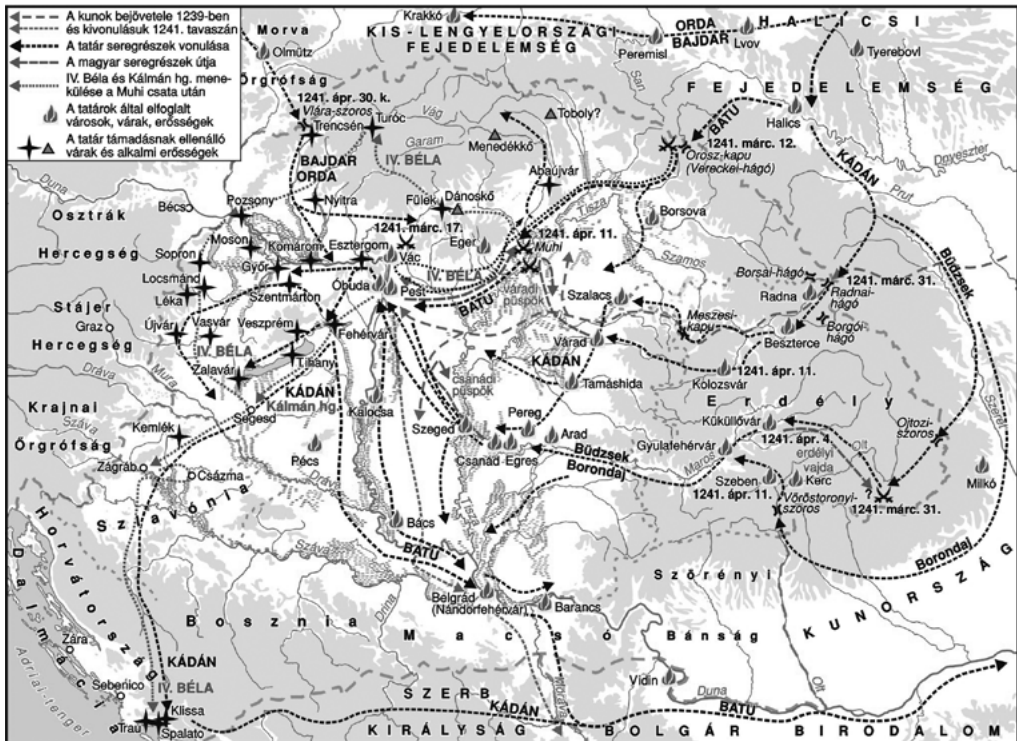 A kunok bejövetele 1239-ben
és kivonulásuk 1241. tavaszán
A tatár seregrészek vonulása
A magyar seregrészek útja
IV. Béla és Kálmán hg. mene-
külése a Muhi csata után
A tatárok által elfoglalt
városok, várak, erősségek
A tatár támadásnak ellenálló
várak és alkalmi erősségek
Krakkó
KIS-LENGYELORSZÁGI
FEJEDELEMSÉG
ORDA
BAJDAR
Peremisl
Lvov
HALICSI
FEJEDELEMSÉG
Tyerebovl
Morva
Őrgrófság
Olmütz
San
Halics
BATU
1241. márc. 12.
Orosz-kapu
(Vereckei-hágó)
KÁDÁN
Dnyeszter
Prut
1241. ápr. 30. k.
Vlára-szoros
Trencsén
Turóc
Vág
Garam
Menedékkő
Toboly?
BAJDAR
ORDA
IV. BÉLA
Abaújvár
Nyitra
Fülek
Dánoskő
1241. márc. 17.
Eger
Vác
1241. ápr. 11.
Muhi
Tisza
Borsova
Szamos
Duna
Bécs
Osztrák
Hercegség
Pozsony
Moson
Sopron
Locsmánd
Léka
Győr
Komárom
Esztergom
Óbuda
Pest
Szentmárton
IV. BÉLA
BATU
váradi
püspök
Szalacs
Meszesi-
kapu
Borsai-hágó
Radna
1241. márc. 31.
Radnai-
hágó
Borgói-
hágó
Beszterce
Büdzsek
Stájer
Hercegség
Graz
Újvár
Vasvár
Veszprém
Fehérvár
Tihany
IV. BÉLA
Zalavár
KÁDÁN
Kálmán hg.
Várad
KÁDÁN
Tamáshida
1241. ápr. 11.
Kolozsvár
Erdély
Szeret
Dráva
Mura
Krajnai
Őrgrófság
Száva
Kemlék
Segesd
Kalocsa
csanádi
püspök
Szeged
Pereg
Arad
Csanád
Egres
Küküllővár
Gyulafehérvár
1241. ápr. 4.
erdélyi
vajda
Olt
Ojtozi-
szoros
Maros
Büdzsek
Borondaj
Zágráb
Csázma
Pécs
Dráva
Szeben
Kerc
1241. ápr. 11.
Vöröstoronyi-
szoros
?
1241. márc. 31.
Milkó
Szlavónia
Bács
Tisza
Száva
BATU
Borondaj
Szörényi
Bánság
KUNORSZÁG
Belgrád
(Nándorfehérvár)
Barancs
Drina
Horvátország
Dalmácia
Bosznia
Macsó
Zára
Adriai-tenger
KÁDÁN
Sebenico
IV. BÉLA
Klissa
Trau
Spalato
SZERB
KIRÁLYSÁG
KÁDÁN
Morava
Vidin
Duna
Olt
BATU
BOLGÁR BIRODALOM